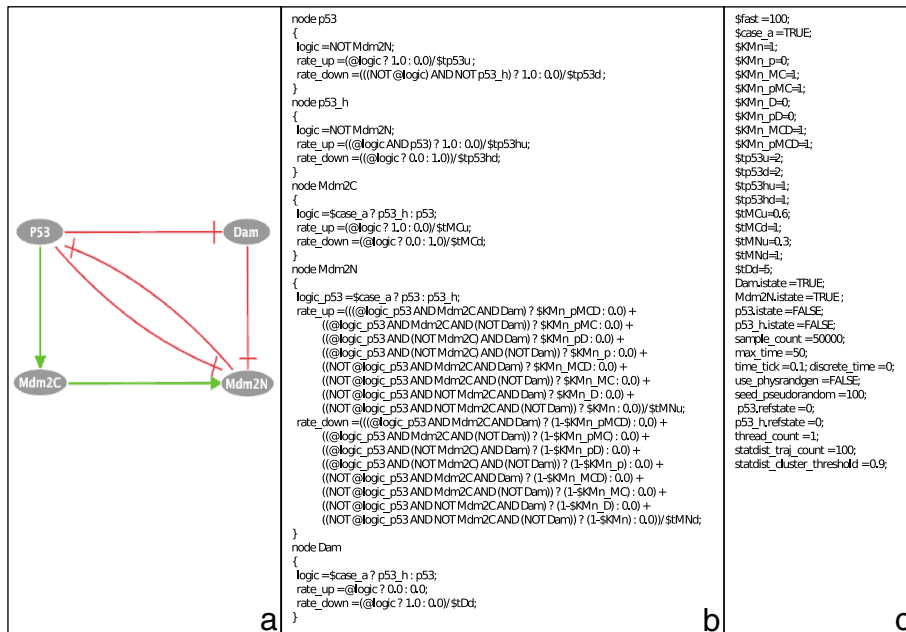 P53
Dam
Mdm2C
Mdm2N
a
node p53
{
logic = NOT Mdm2N;
rate_up = (@logic ? 1.0 : 0.0)/$tp53u ;
rate_down = (((NOT @logic) AND NOT p53_h) ? 1.0 : 0.0)/$tp53d ;
}
node p53_h
{
logic = NOT Mdm2N;
rate_up = ((@logic AND p53) ? 1.0 : 0.0)/$tp53hu;
rate_down = ((@logic ? 0.0 : 1.0))/$tp53hd;
}
node Mdm2C
{
logic = $case_a ? p53_h : p53;
rate_up = (@logic ? 1.0 : 0.0)/$tMCu;
rate_down = (@logic ? 0.0 : 1.0)/$tMCd;
}
node Mdm2N
{
logic_p53 = $case_a ? p53 : p53_h;
rate_up = (((@logic_p53 AND Mdm2C AND Dam) ? $KMn_pMCD : 0.0) +
((@logic_p53 AND Mdm2C AND (NOT Dam)) ? $KMn_pMC : 0.0) +
((@logic_p53 AND (NOT Mdm2C) AND Dam) ? $KMn_pD : 0.0) +
((@logic_p53 AND (NOT Mdm2C) AND (NOT Dam)) ? $KMn_p : 0.0) +
((NOT @logic_p53 AND Mdm2C AND Dam) ? $KMn_MCD : 0.0) +
((NOT @logic_p53 AND Mdm2C AND (NOT Dam)) ? $KMn_MC : 0.0) +
((NOT @logic_p53 AND NOT Mdm2C AND Dam) ? $KMn_D : 0.0) +
((NOT @logic_p53 AND NOT Mdm2C AND (NOT Dam)) ? $KMn : 0.0))/$tMNu;
rate_down = (((@logic_p53 AND Mdm2C AND Dam) ? (1-$KMn_pMCD) : 0.0) +
((@logic_p53 AND Mdm2C AND (NOT Dam)) ? (1-$KMn_pMC) : 0.0) +
((@logic_p53 AND (NOT Mdm2C) AND Dam) ? (1-$KMn_pD) : 0.0) +
((@logic_p53 AND (NOT Mdm2C) AND (NOT Dam)) ? (1-$KMn_p) : 0.0) +
((NOT @logic_p53 AND Mdm2C AND Dam) ? (1-$KMn_MCD) : 0.0) +
((NOT @logic_p53 AND Mdm2C AND (NOT Dam)) ? (1-$KMn_MC) : 0.0) +
((NOT @logic_p53 AND NOT Mdm2C AND Dam) ? (1-$KMn_D) : 0.0) +
((NOT @logic_p53 AND NOT Mdm2C AND (NOT Dam)) ? (1-$KMn) : 0.0))/$tMNd;
}
node Dam
{
logic = $case_a ? p53_h : p53;
rate_up = @logic ? 0.0 : 0.0;
rate_down = (@logic ? 1.0 : 0.0)/$tDd;
}
b
$fast = 100;
$case_a = TRUE;
$KMn=1;
$KMn_p=0;
$KMn_MC=1;
$KMn_pMC=1;
$KMn_D=0;
$KMn_pD=0;
$KMn_MCD=1;
$KMn_pMCD=1;
$tp53u=2;
$tp53d=2;
$tp53hu=1;
$tp53hd=1;
$tMCu=0.6;
$tMCd=1;
$tMNu=0.3;
$tMNd=1;
$tDd=5;
Dam.istate = TRUE;
Mdm2N.istate = TRUE ;
p53.istate = FALSE;
p53_h.istate = FALSE;
sample_count = 50000;
max_time = 50;
time_tick = 0.1; discrete_time = 0;
use_physrandgen = FALSE;
seed_pseudorandom = 100;
p53.refstate = 0;
p53_h.refstate = 0;
thread_count = 1;
statdist_traj_count = 100;
statdist_cluster_threshold = 0.9;
c